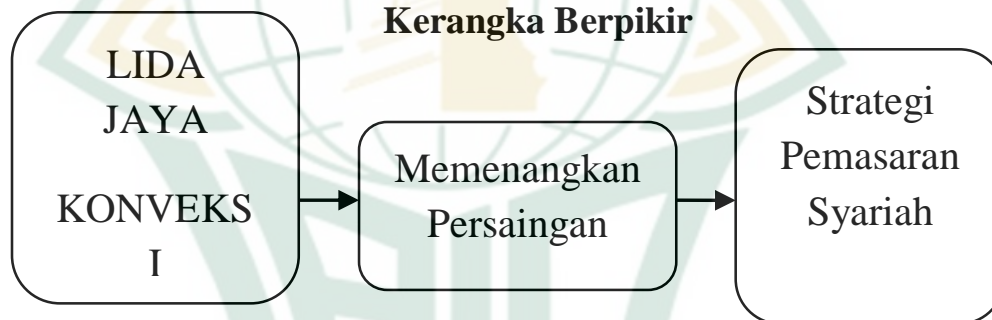 Kerangka Berpikir
LIDA
JAYA
KONVEKS
I
Memenangkan
Persaingan
Strategi
Pemasaran
Syariah